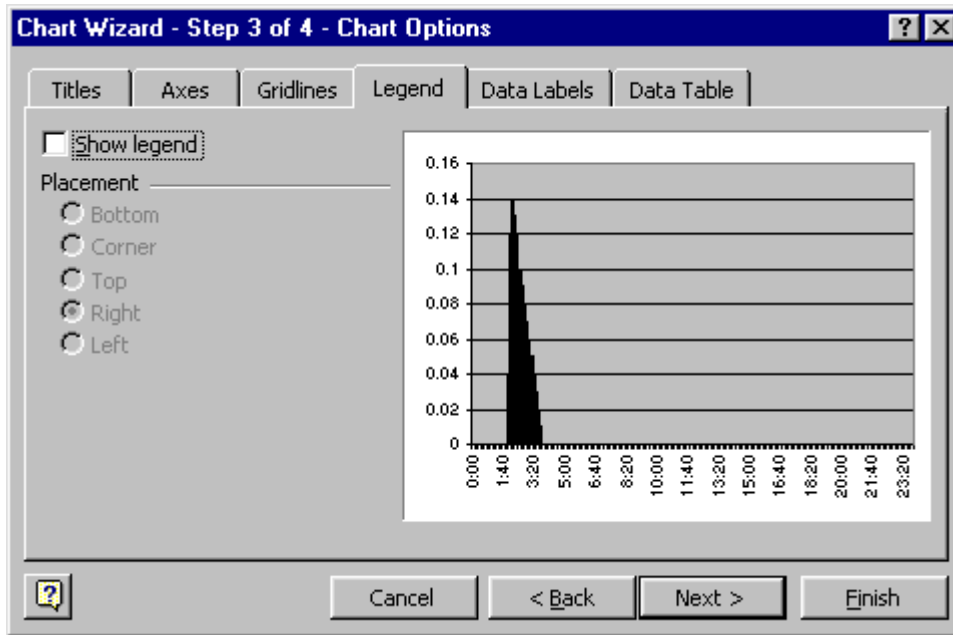 Chart Wizard - Step 3 of 4 - Chart Options
? X
Titles Axes Gridlines Legend Data Labels Data Table
Show legend
Placement
Bottom
Corner
Top
Right
Left
0.16
0.14
0.12
0.1
0.08
0.06
0.04
0.02
0
0:00 1:40 3:20 5:00 6:40 8:20 10:00 11:40 13:20 15:00 16:40 18:20 20:00 21:40 23:20
? Cancel < Back Next > Finish